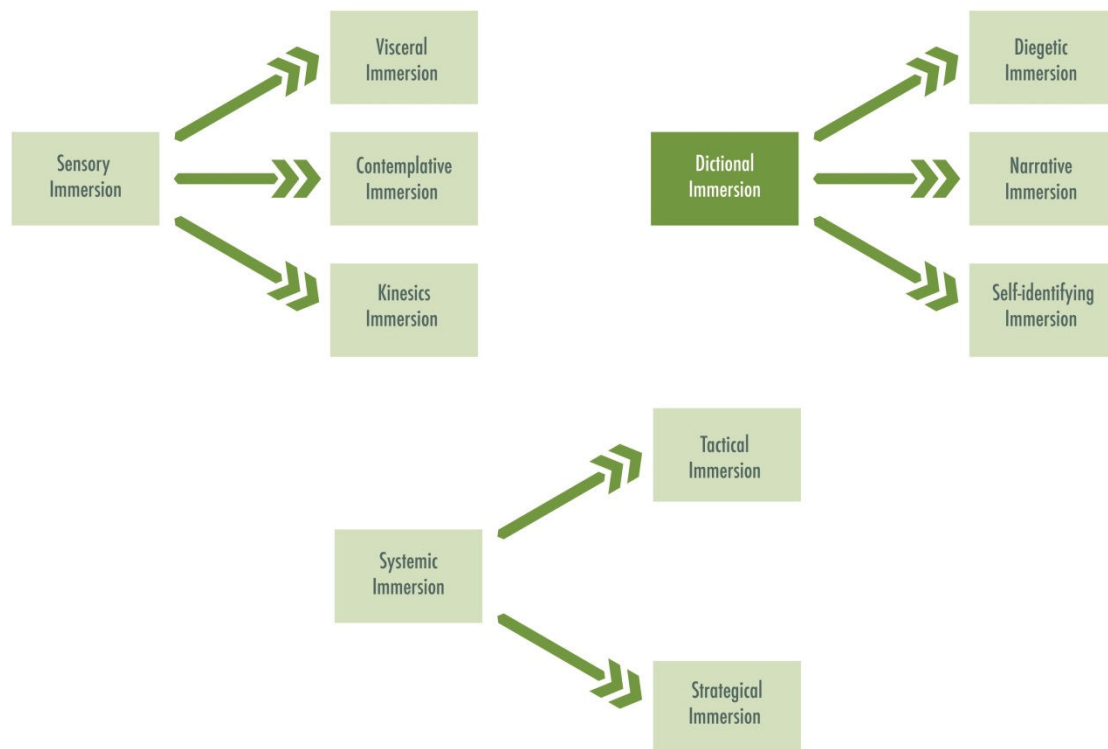 Visceral
Immersion
Sensory
Immersion
Contemplative
Immersion
Kinesics
Immersion
Diegetic
Immersion
Dictional
Immersion
Narrative
Immersion
Self-identifying
Immersion
Tactical
Immersion
Systemic
Immersion
Strategical
Immersion